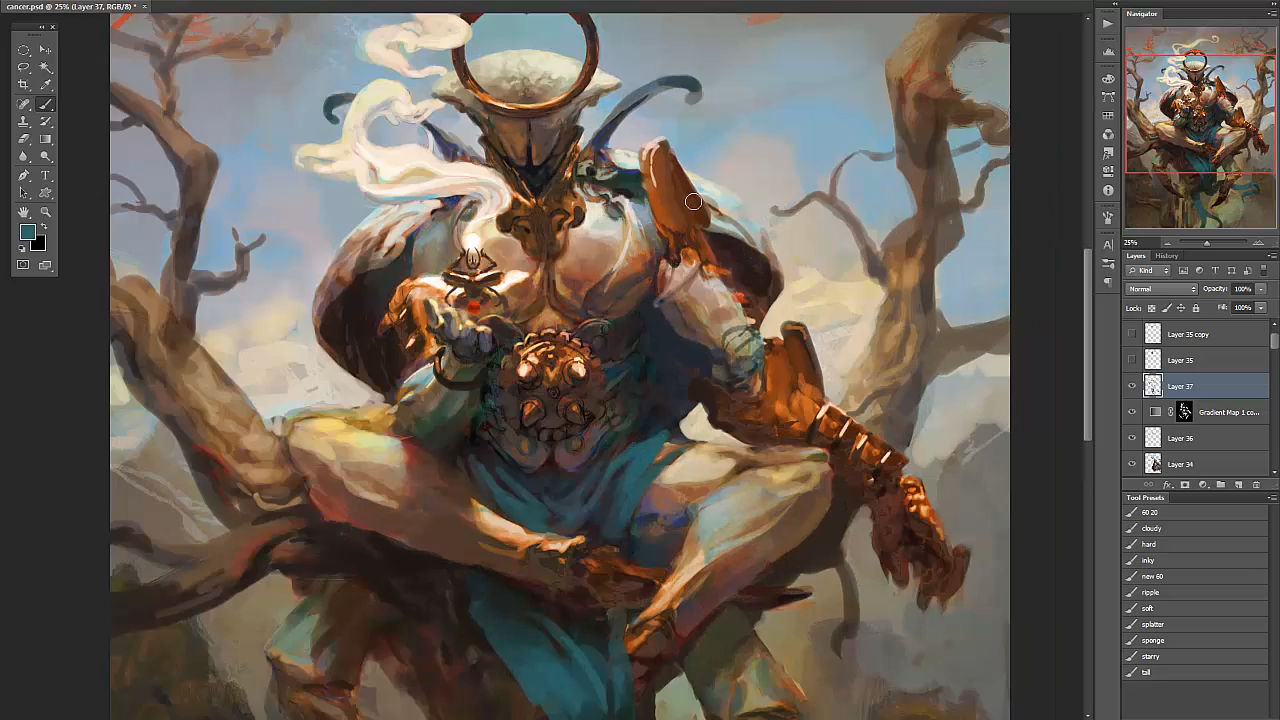 cancer.psd @ 25% (Layer 37, RGB/8) *
Navigator
25%
Layers History
Kind
Normal Opacity: 100%
Lock: Fill: 100%
Layer 35 copy
Layer 35
Layer 37
Gradient Map 1 co...
Layer 36
Layer 34
Tool Presets
60 20
cloudy
hard
inky
new 60
ripple
soft
splatter
sponge
starry
tall